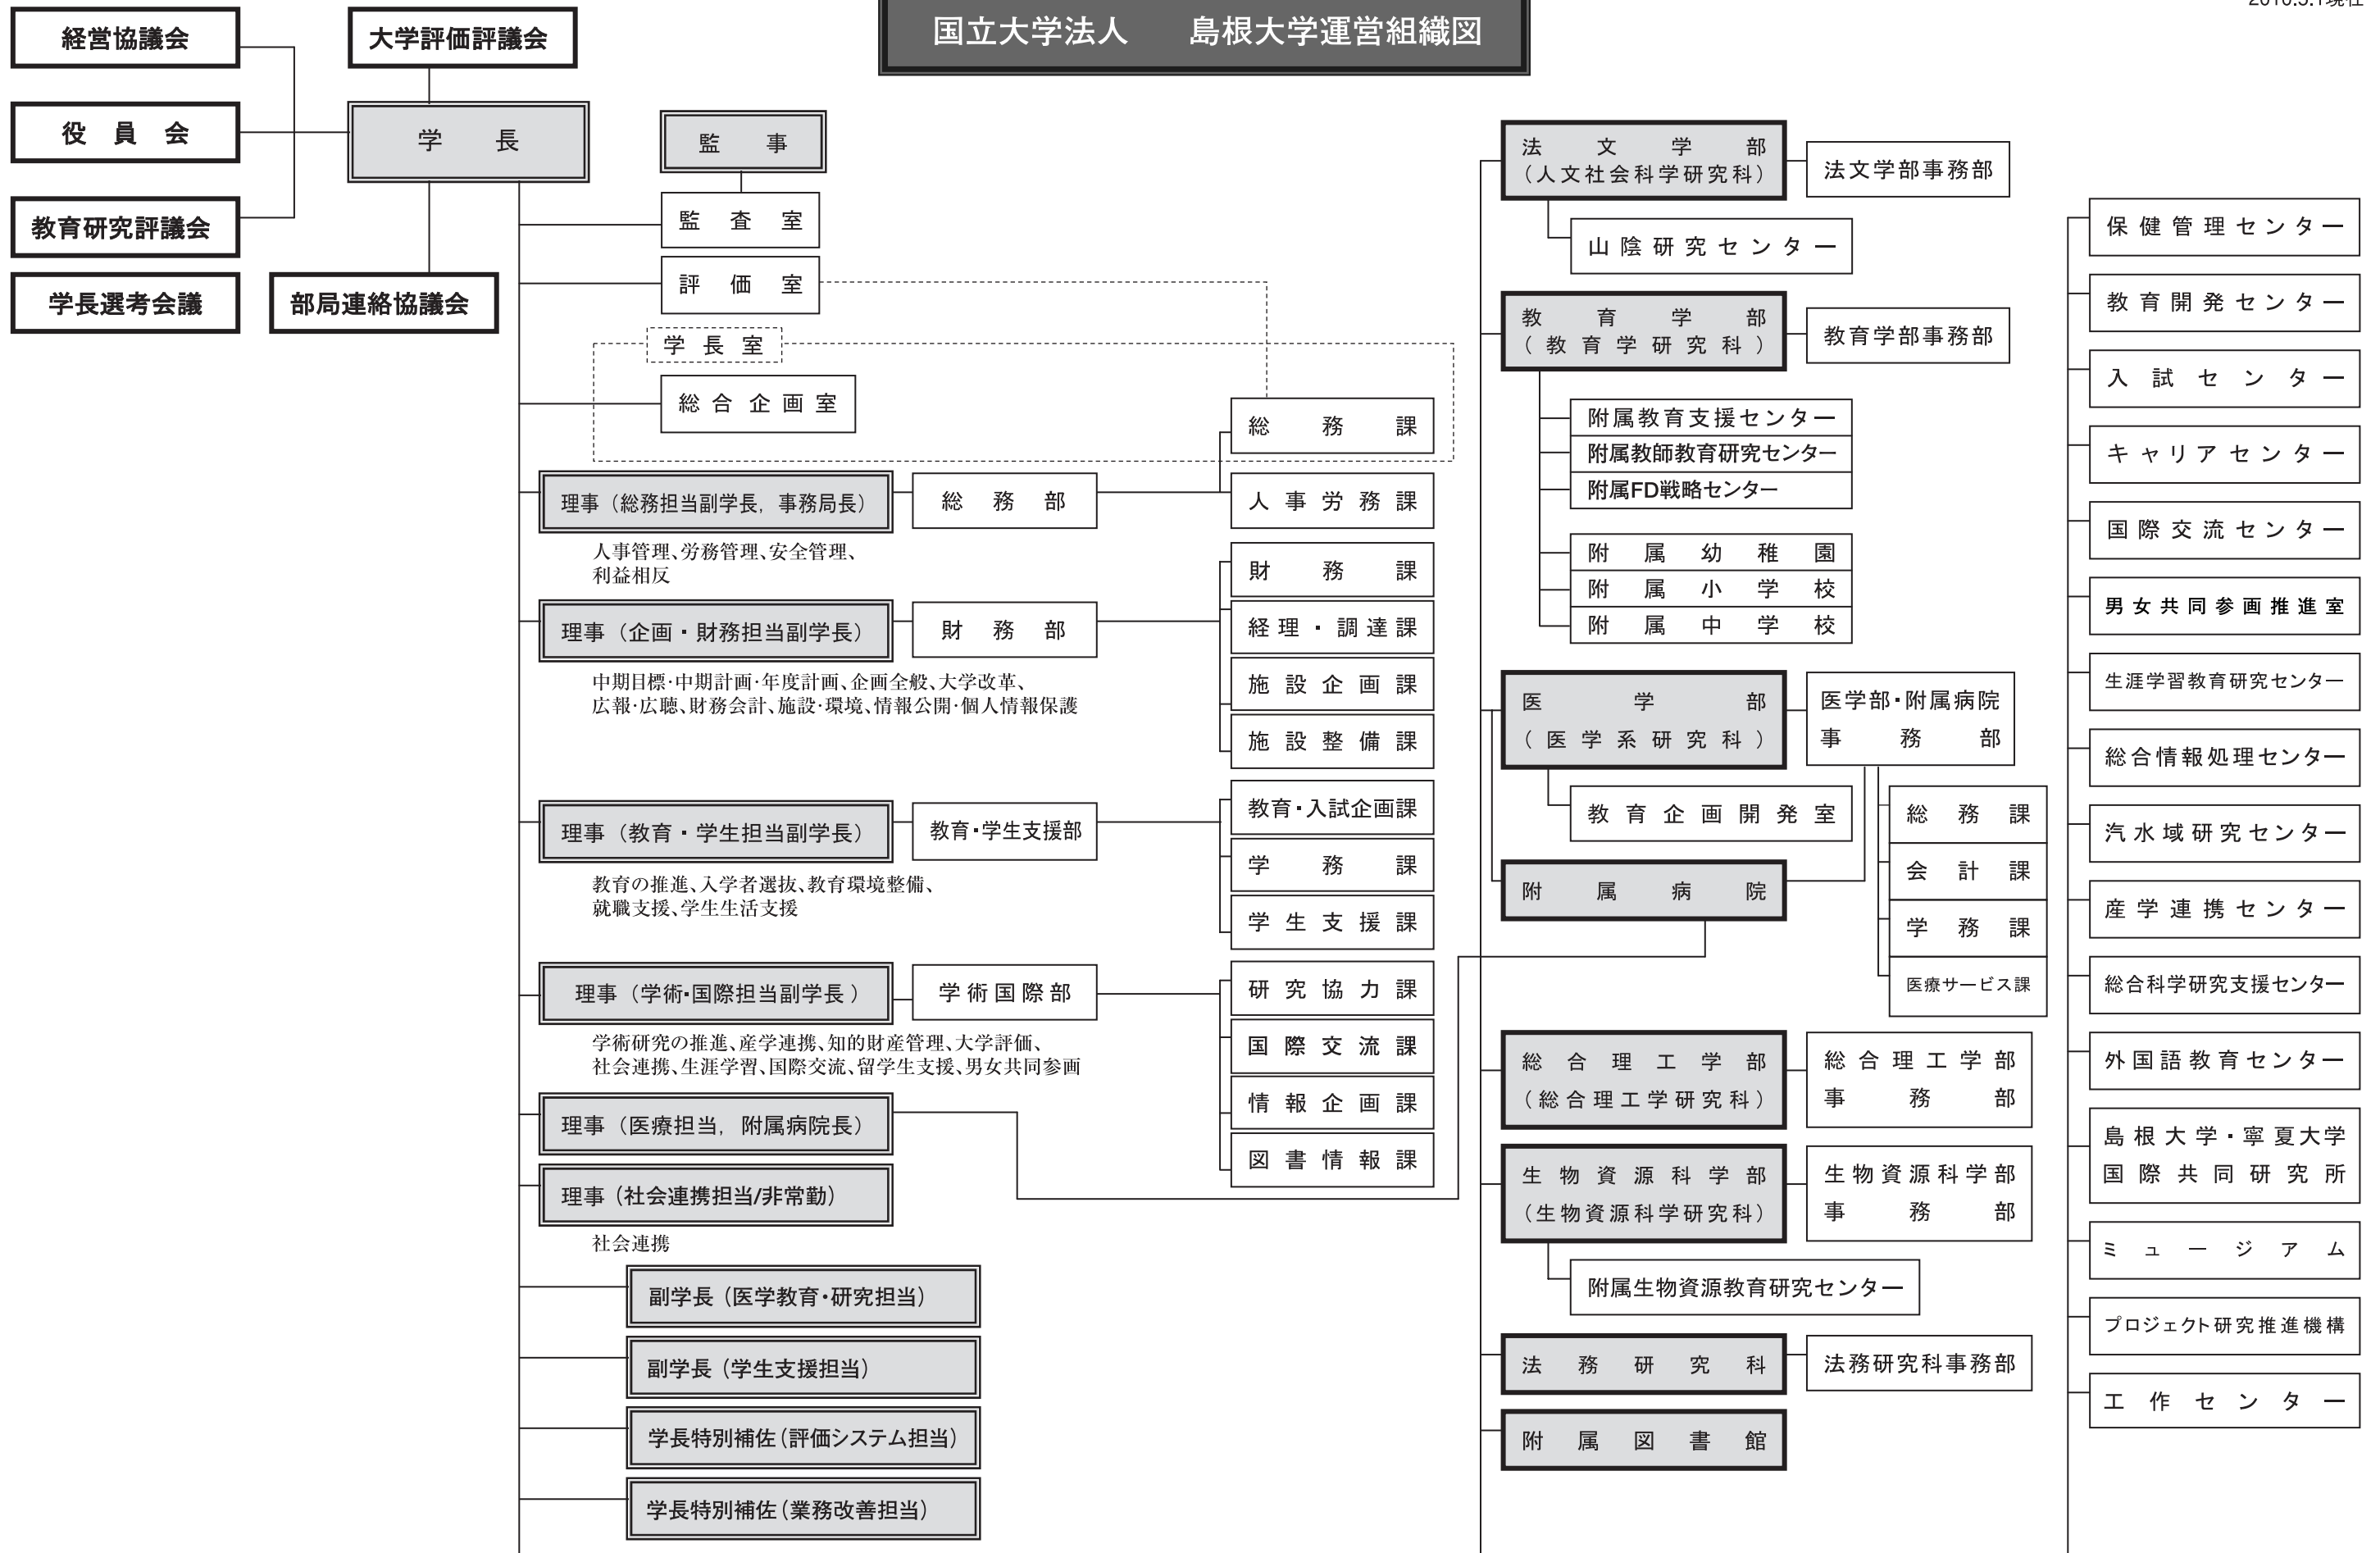 国立大学法人　島根大学運営組織図
経営協議会
大学評価評議会
役員会
学長
教育研究評議会
学長選考会議
部局連絡協議会
監事
監査室
評価室
学長室
総合企画室
総務課
理事（総務担当副学長，事務局長）
総務部
人事労務課
人事管理、労務管理、安全管理、
利益相反
理事（企画・財務担当副学長）
財務部
財務課
経理・調達課
施設企画課
施設整備課
中期目標・中期計画・年度計画、企画全般、大学改革、
広報・広聴、財務会計、施設・環境、情報公開・個人情報保護
理事（教育・学生担当副学長）
教育・学生支援部
教育・入試企画課
学務課
学生支援課
教育の推進、入学者選抜、教育環境整備、
就職支援、学生生活支援
理事（学術・国際担当副学長）
学術国際部
研究協力課
国際交流課
情報企画課
図書情報課
学術研究の推進、産学連携、知的財産管理、大学評価、
社会連携、生涯学習、国際交流、留学生支援、男女共同参画
理事（医療担当，附属病院長）
理事（社会連携担当/非常勤）
社会連携
副学長（医学教育・研究担当）
副学長（学生支援担当）
学長特別補佐（評価システム担当）
学長特別補佐（業務改善担当）
法文学部
（人文社会科学研究科）
法文学部事務部
山陰研究センター
教育学部
（教育学研究科）
教育学部事務部
附属教育支援センター
附属教師教育研究センター
附属FD戦略センター
附属幼稚園
附属小学校
附属中学校
医学部
（医学系研究科）
医学部・附属病院
事務部
教育企画開発室
附属病院
総務課
会計課
学務課
医療サービス課
総合理工学部
（総合理工学研究科）
総合理工学部
事務部
生物資源科学部
（生物資源科学研究科）
生物資源科学部
事務部
附属生物資源教育研究センター
法務研究科
法務研究科事務部
附属図書館
保健管理センター
教育開発センター
入試センター
キャリアセンター
国際交流センター
男女共同参画推進室
生涯学習教育研究センター
総合情報処理センター
汽水域研究センター
産学連携センター
総合科学研究支援センター
外国語教育センター
島根大学・寧夏大学
国際共同研究所
ミュージアム
プロジェクト研究推進機構
工作センター